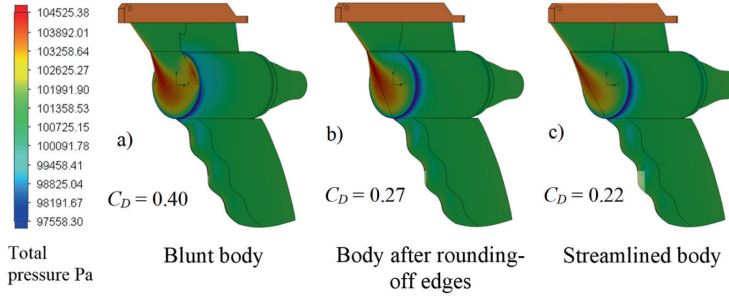 104525.38
103892.01
103258.64
102625.27
101991.90
101358.53
100725.15
100091.78
99458.41
98825.04
98191.67
97558.30
Total
pressure Pa
a)
C_D = 0.40
Blunt body
b)
C_D = 0.27
Body after rounding-
off edges
c)
C_D = 0.22
Streamlined body